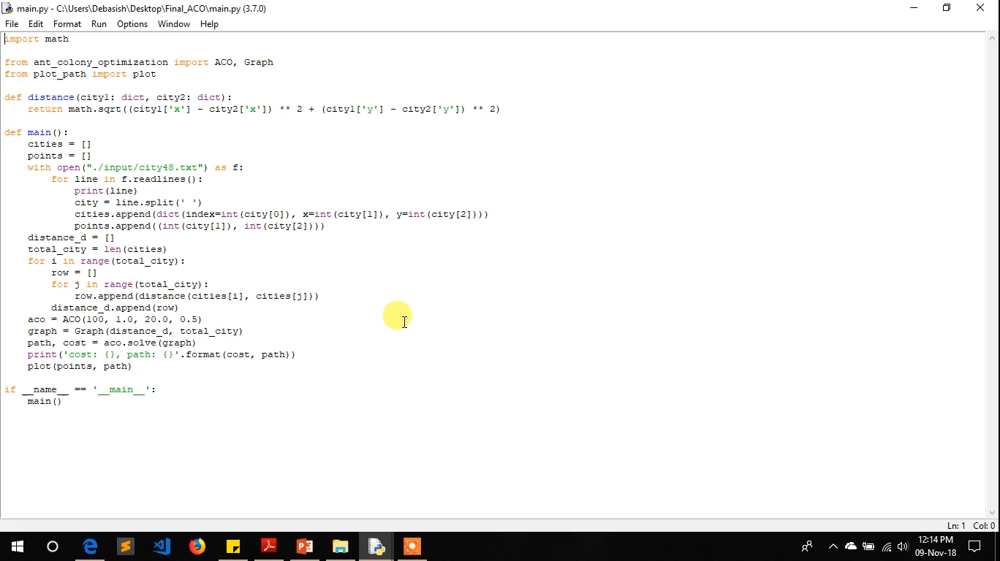 main.py - C:\Users\Debasish\Desktop\Final_ACO\main.py (3.7.0)
File Edit Format Run Options Window Help
import math
from ant_colony_optimization import ACO, Graph
from plot_path import plot
def distance(city1: dict, city2: dict):
    return math.sqrt((city1['x'] - city2['x']) ** 2 + (city1['y'] - city2['y']) ** 2)
def main():
    cities = []
    points = []
    with open("./input/city48.txt") as f:
        for line in f.readlines():
            print(line)
            city = line.split(' ')
            cities.append(dict(index=int(city[0]), x=int(city[1]), y=int(city[2])))
            points.append((int(city[1]), int(city[2])))
    distance_d = []
    total_city = len(cities)
    for i in range(total_city):
        row = []
        for j in range(total_city):
            row.append(distance(cities[i], cities[j]))
        distance_d.append(row)
    aco = ACO(100, 1.0, 20.0, 0.5)
    graph = Graph(distance_d, total_city)
    path, cost = aco.solve(graph)
    print('cost: {}, path: {}'.format(cost, path))
    plot(points, path)
if __name__ == '__main__':
    main()
Ln: 1 Col: 0
12:14 PM
09-Nov-18